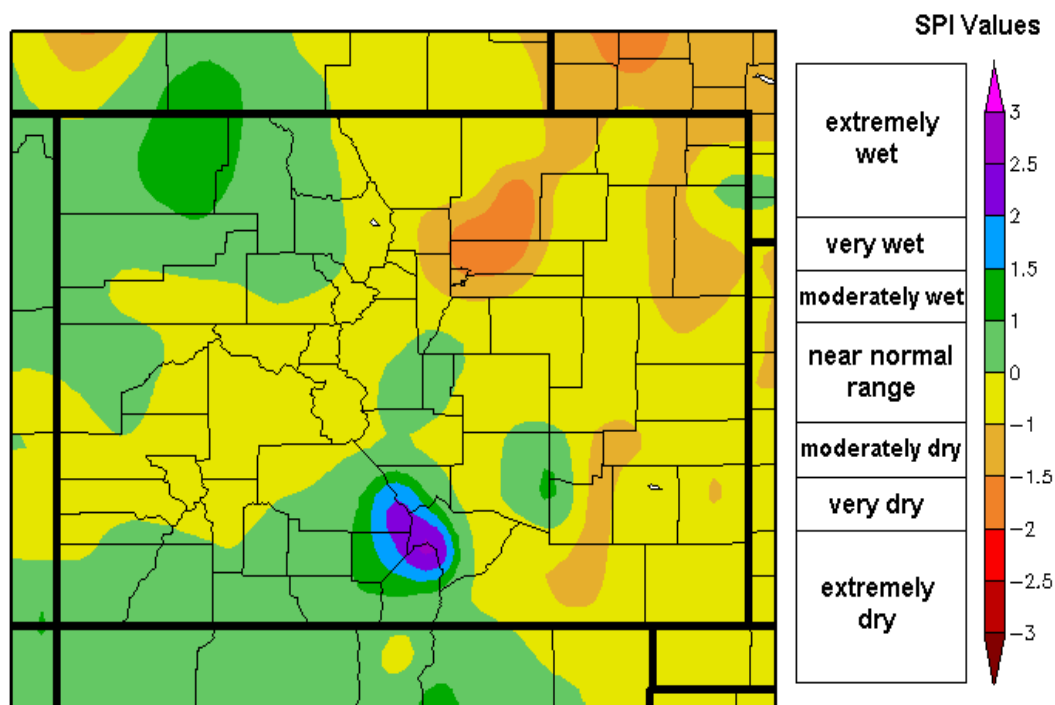 SPI Values
extremely
wet
very wet
moderately wet
near normal
range
moderately dry
very dry
extremely
dry
3
2.5
2
1.5
1
0
−1
−1.5
−2
−2.5
−3